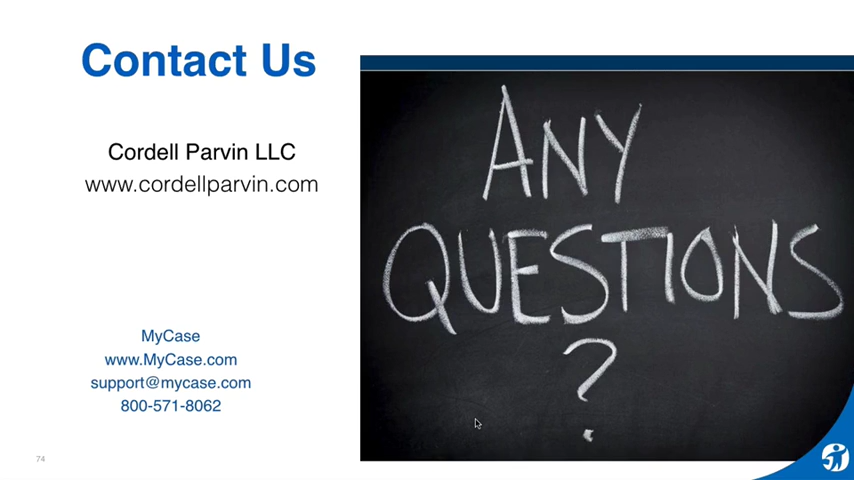 Contact Us
Cordell Parvin LLC
www.cordellparvin.com
MyCase
www.MyCase.com
support@mycase.com
800-571-8062
74
ANY
QUESTIONS
?